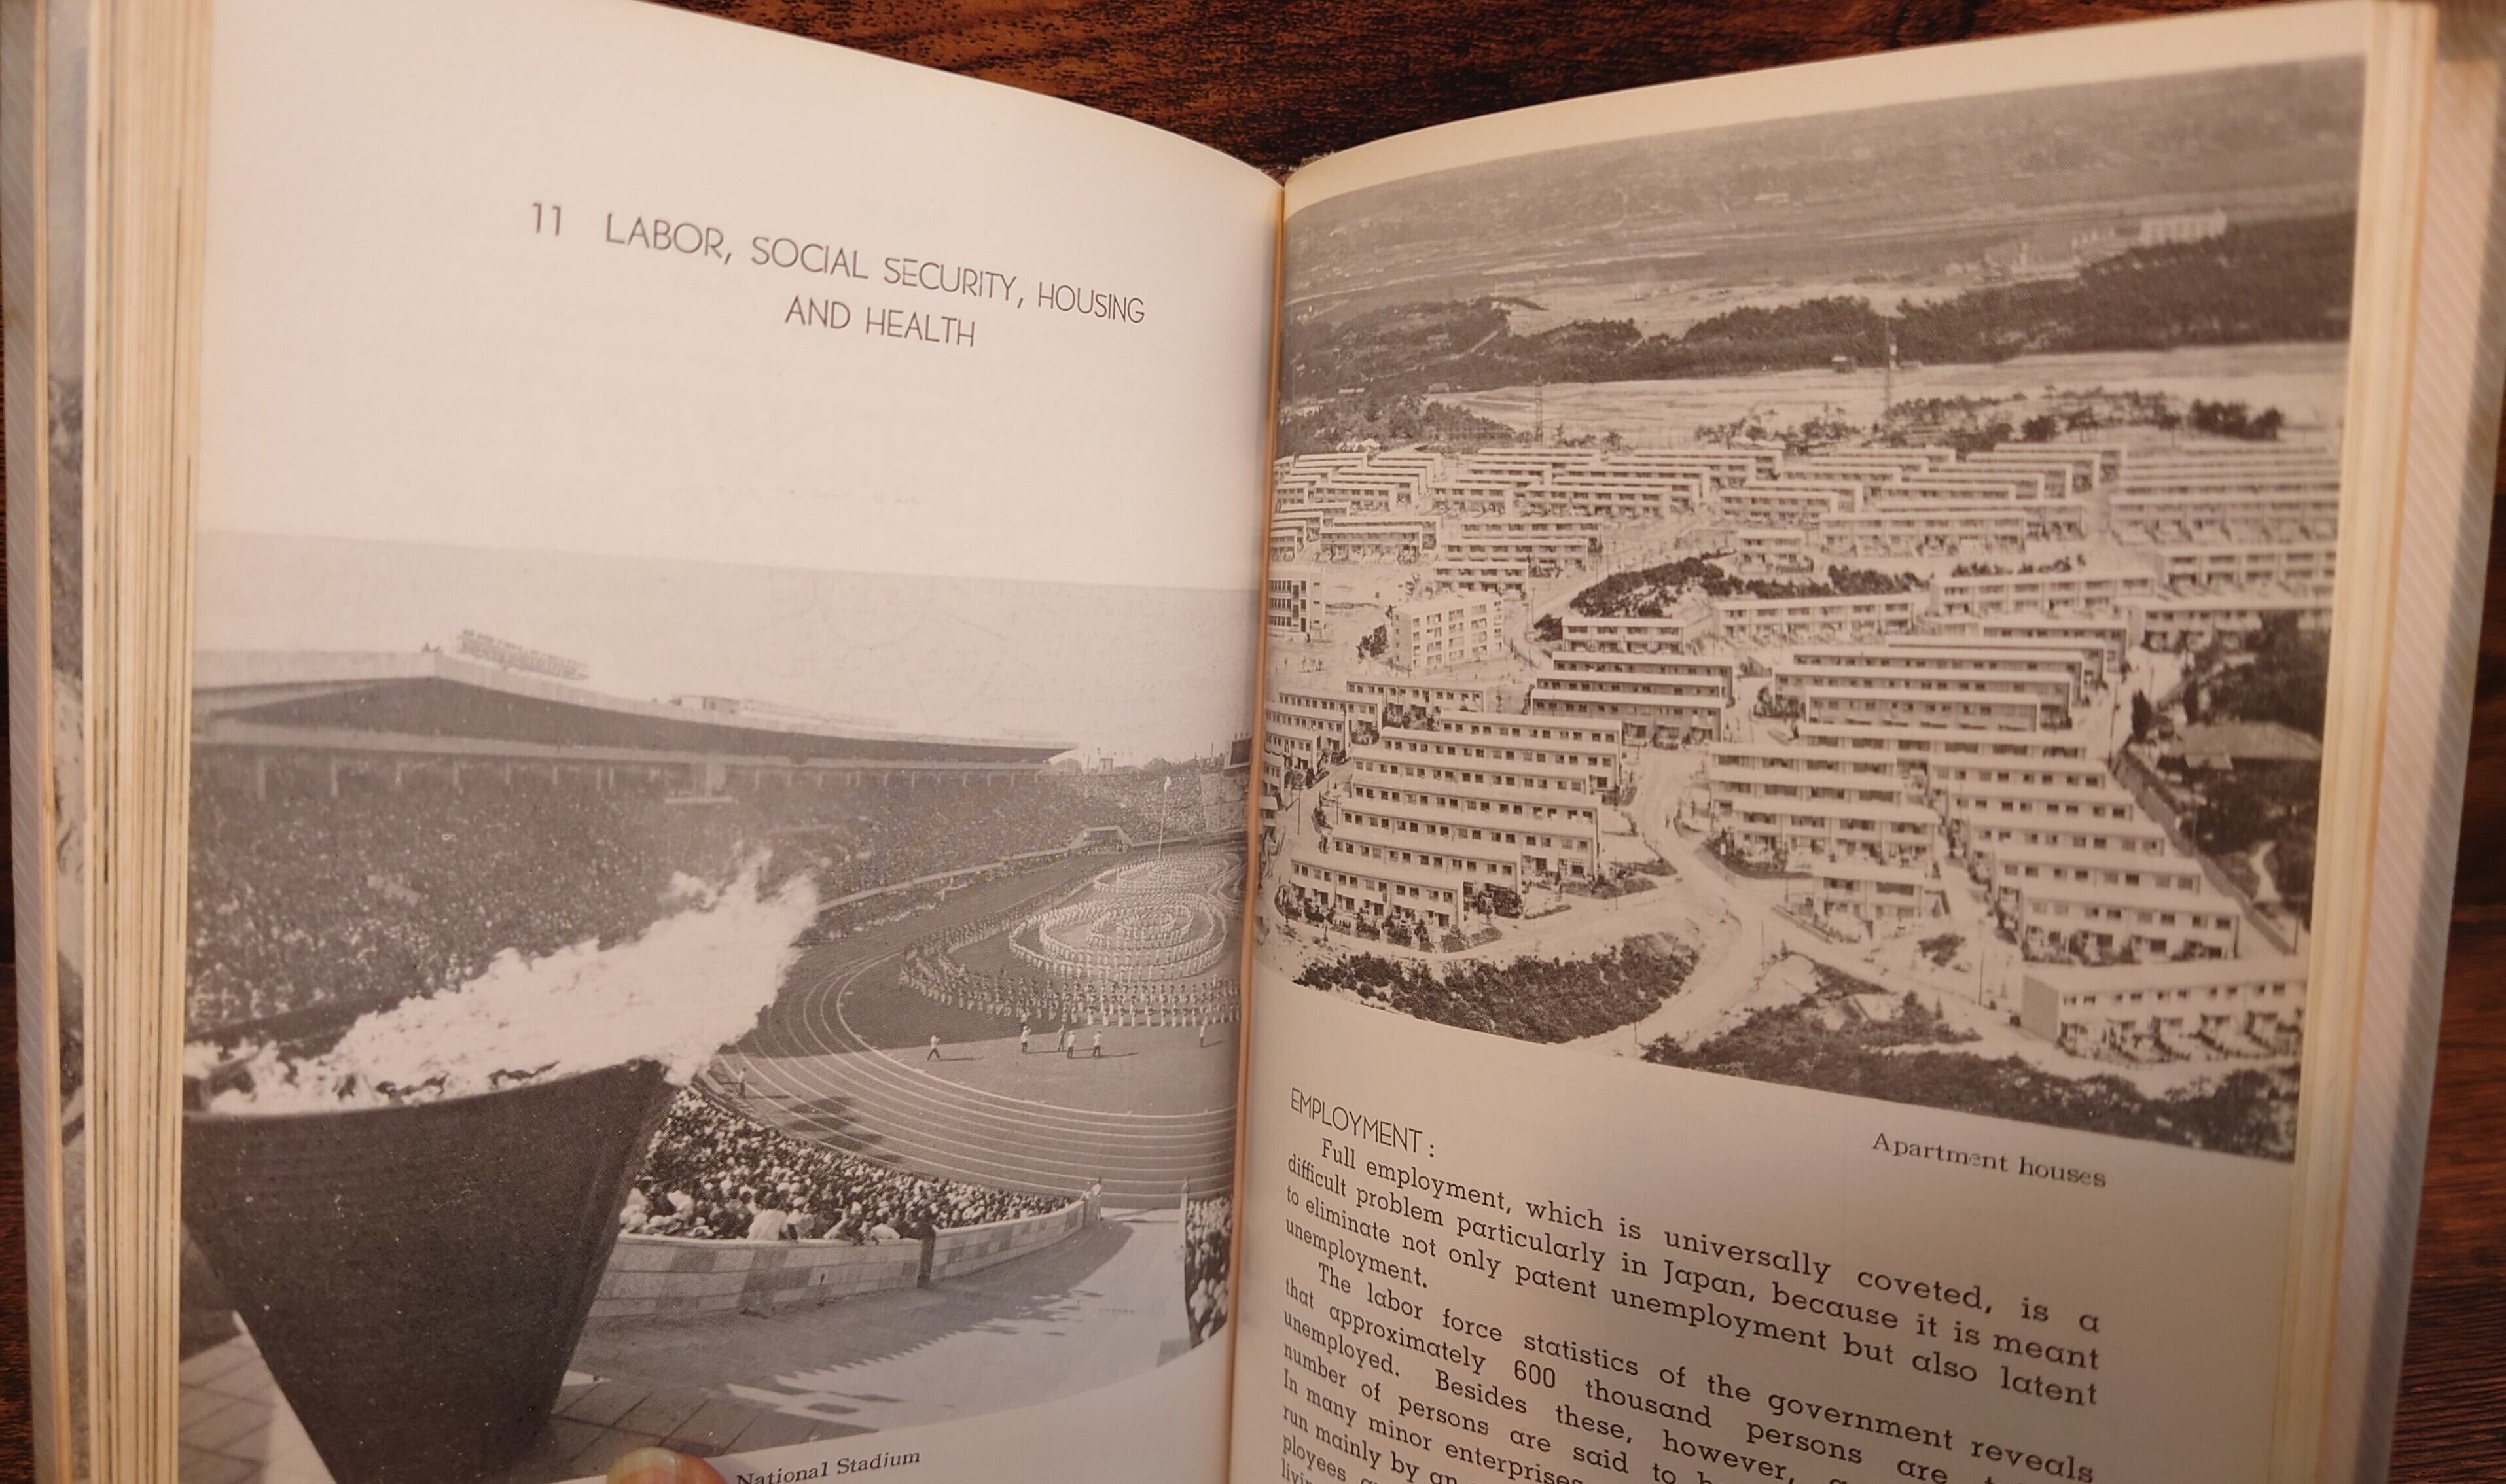 11 LABOR, SOCIAL SECURITY, HOUSING
AND HEALTH
National Stadium
Apartment houses
EMPLOYMENT :
Full employment, which is universally coveted, is a
difficult problem particularly in Japan, because it is meant
to eliminate not only patent unemployment but also latent
unemployment.
The labor force statistics of the government reveals
that approximately 600 thousand persons are
unemployed. Besides these, however, a
number of persons are said to
In many minor enterprises
run mainly by an
ployees